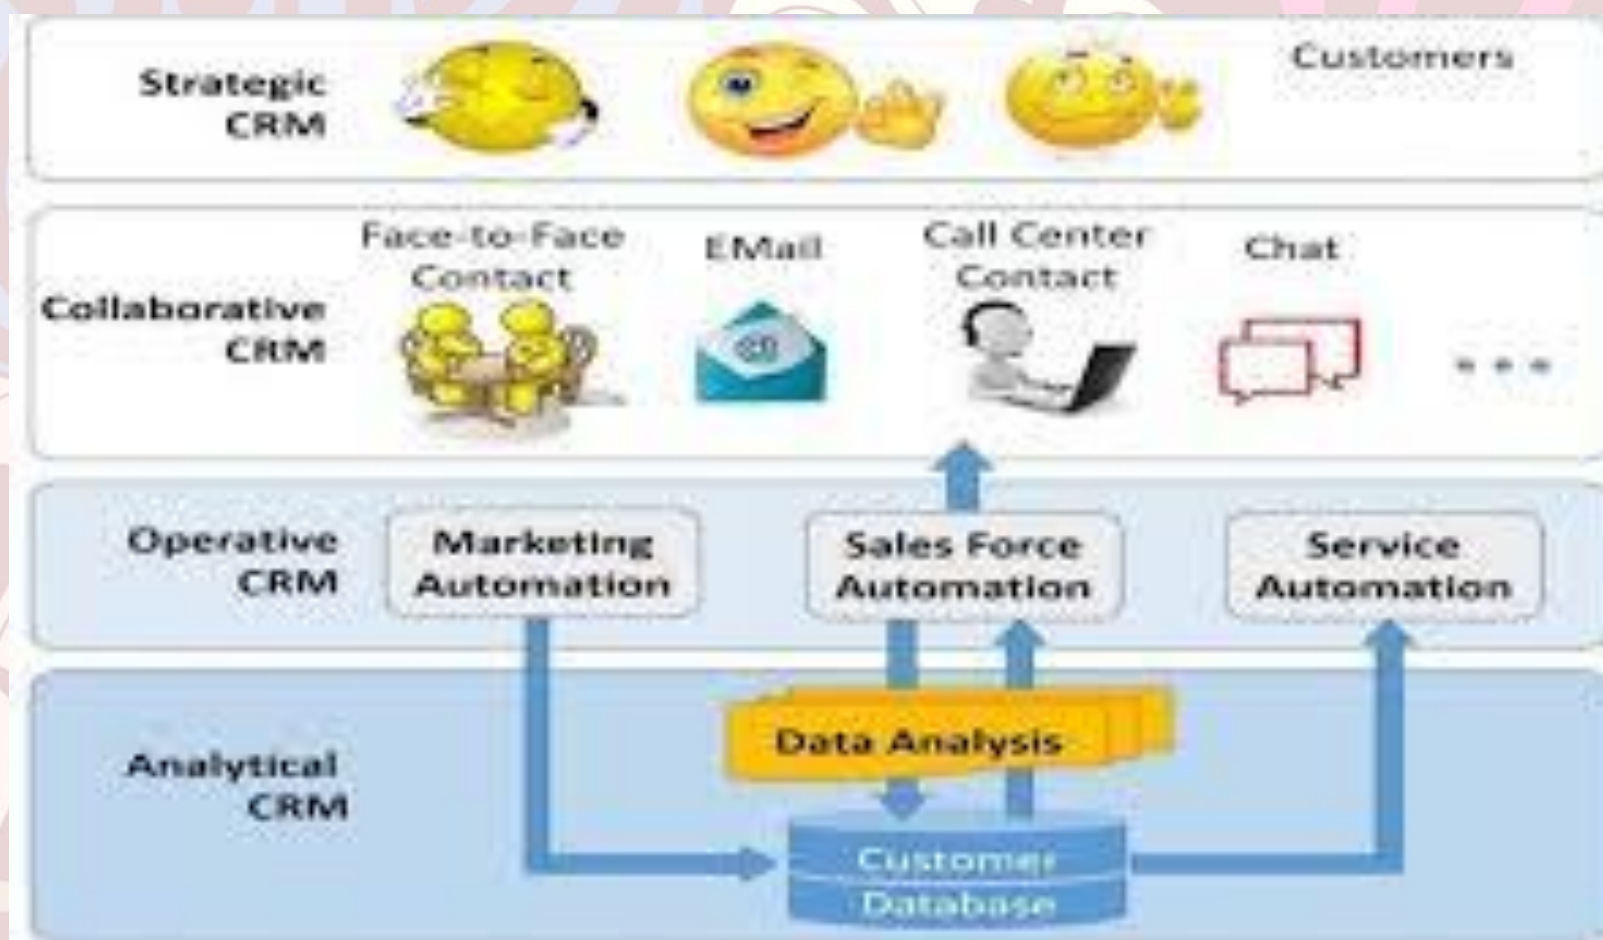 Strategic
CRM
Customers
Face-to-Face
Contact
EMail
Call Center
Contact
Chat
Collaborative
CRM
@
...
Operative
CRM
Marketing
Automation
Sales Force
Automation
Service
Automation
Analytical
CRM
Data Analysis
Customer
Database